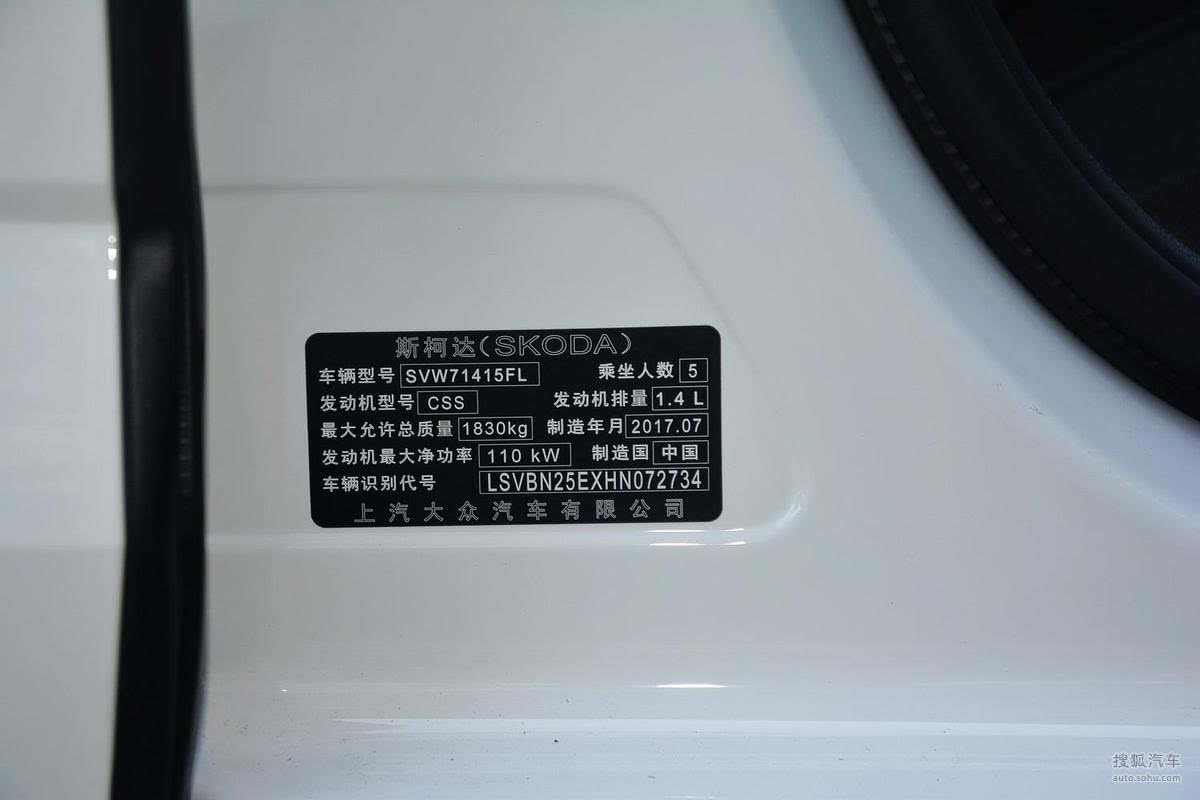 斯柯达(SKODA)
车辆型号 SVW71415FL 乘坐人数 5
发动机型号 CSS 发动机排量 1.4 L
最大允许总质量 1830kg 制造年月 2017.07
发动机最大净功率 110 kW 制造国 中国
车辆识别代号 LSVBN25EXHN072734
上汽大众汽车有限公司
搜狐汽车
auto.sohu.com